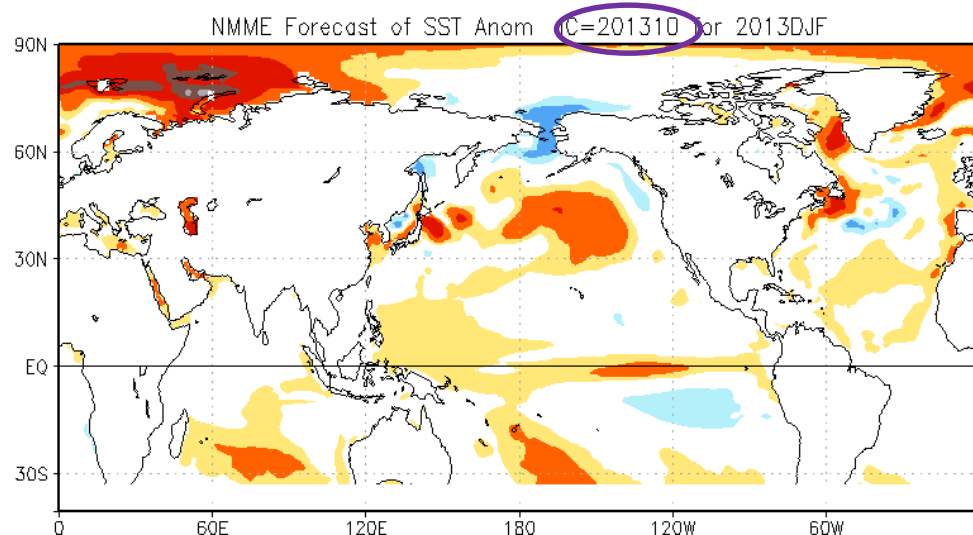 NMME Forecast of SST Anom IC=201310 for 2013DJF
90N
60N
30N
EQ
30S
0 60E 120E 180 120W 60W